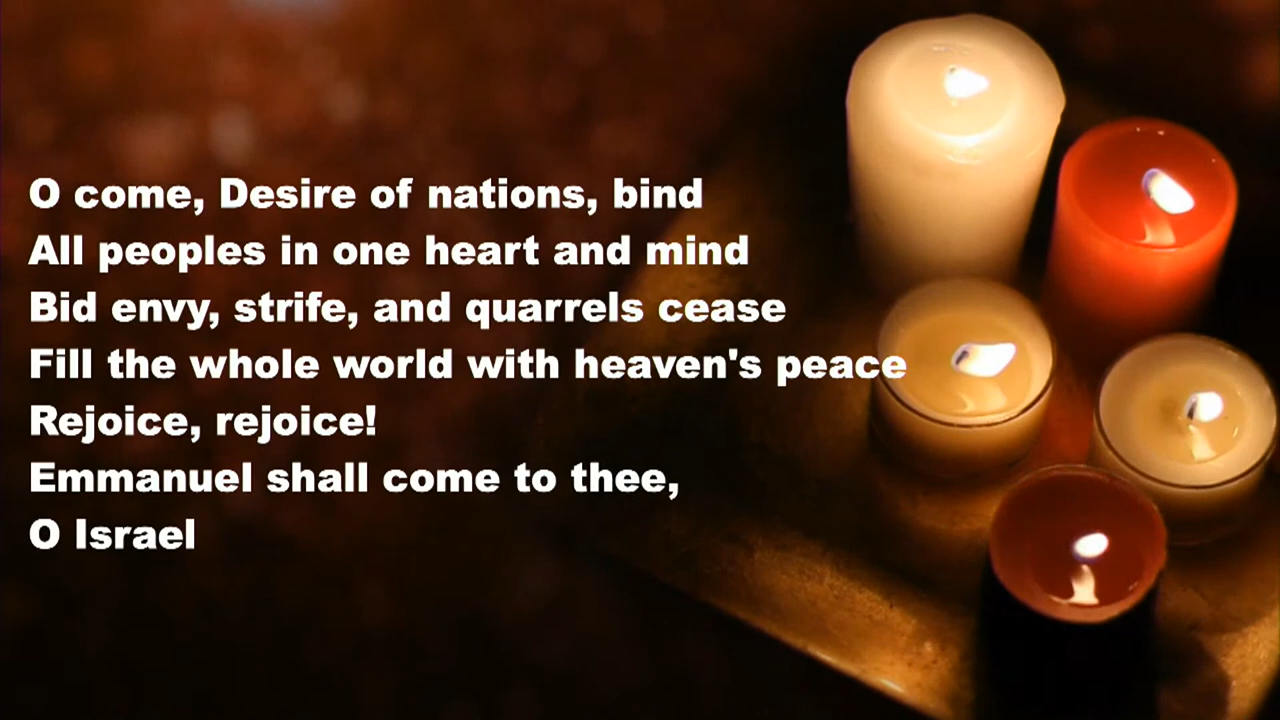 O come, Desire of nations, bind
All peoples in one heart and mind
Bid envy, strife, and quarrels cease
Fill the whole world with heaven's peace
Rejoice, rejoice!
Emmanuel shall come to thee,
O Israel